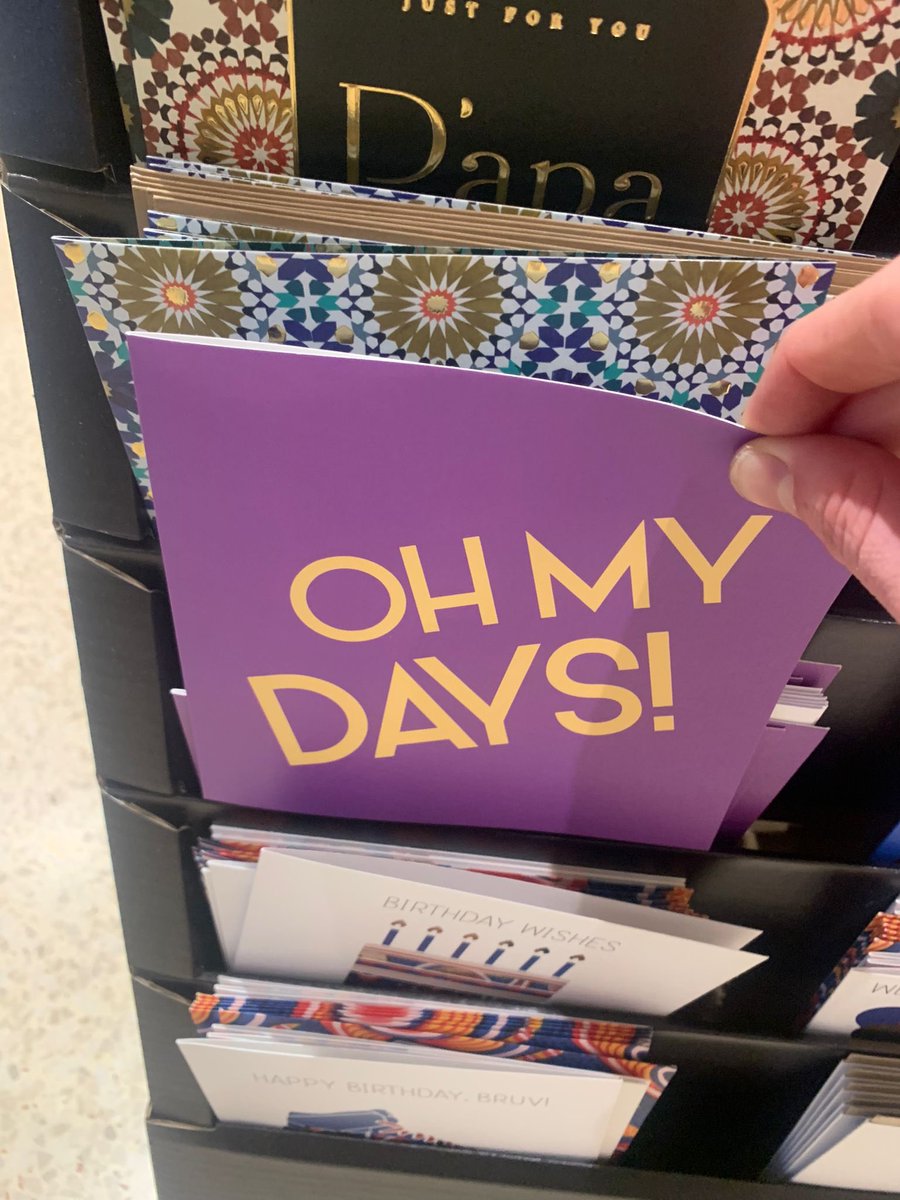 JUST FOR YOU
D'apa
OH MY
DAYS!
BIRTHDAY WISHES
HAPPY BIRTHDAY, BRUV!